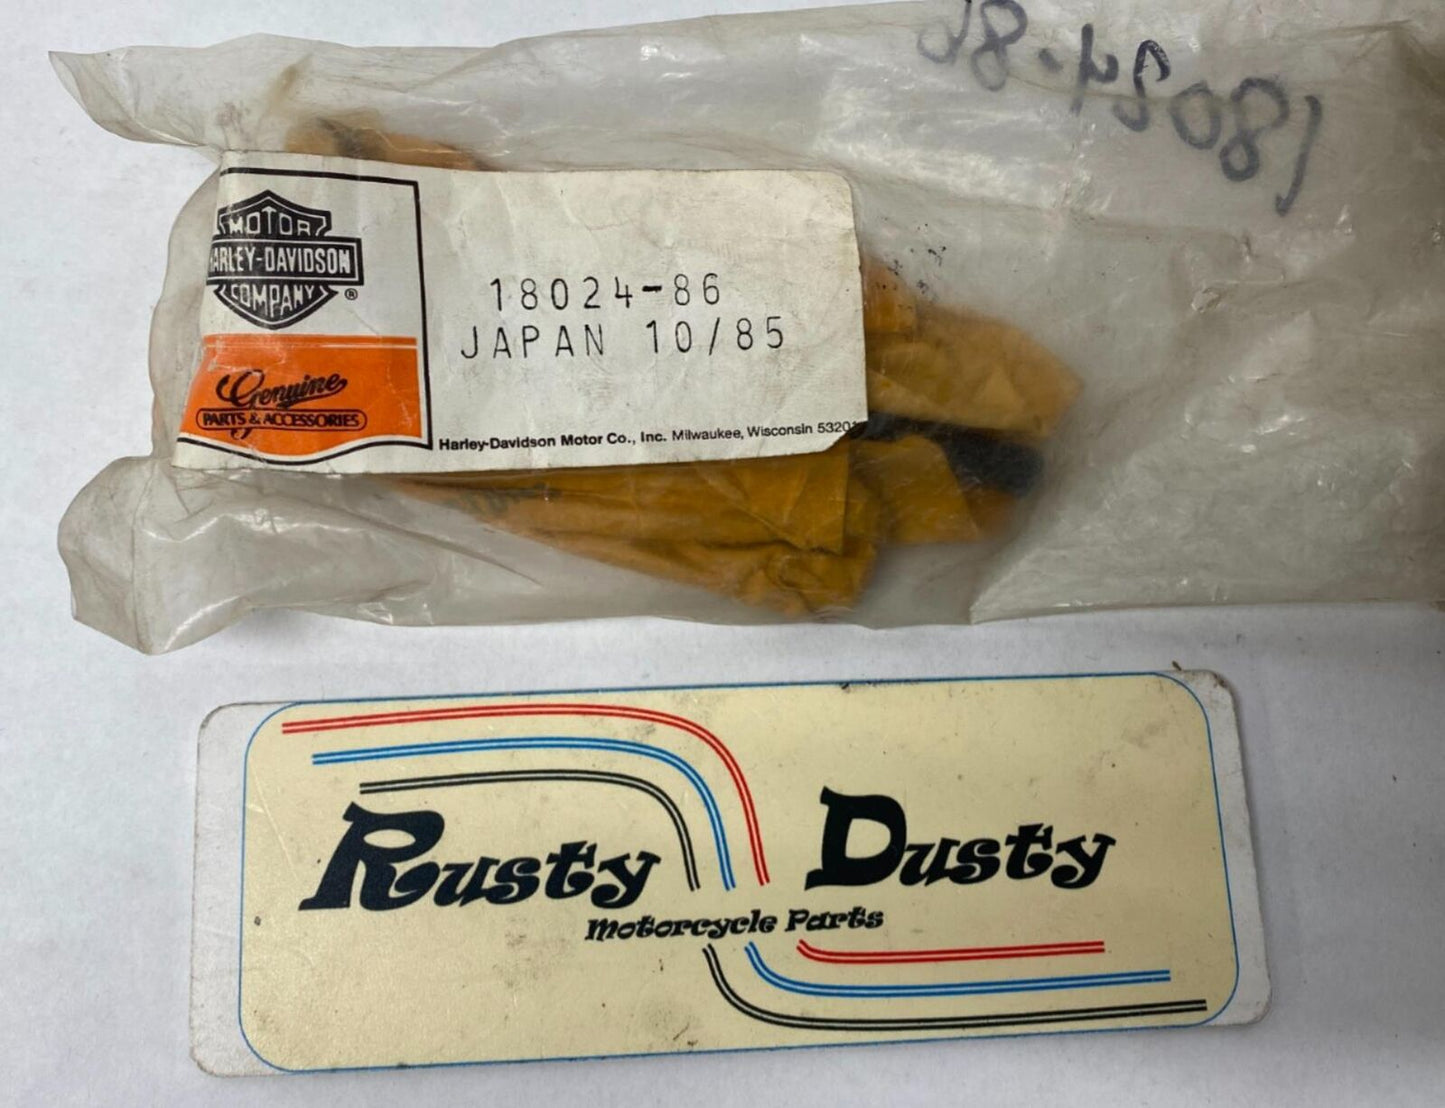 18024-86
MOTOR
HARLEY-DAVIDSON
COMPANY®
18024-86
JAPAN 10/85
Genuine
PARTS & ACCESSORIES
Harley-Davidson Motor Co., Inc. Milwaukee, Wisconsin 53201
Rusty Dusty
Motorcycle Parts